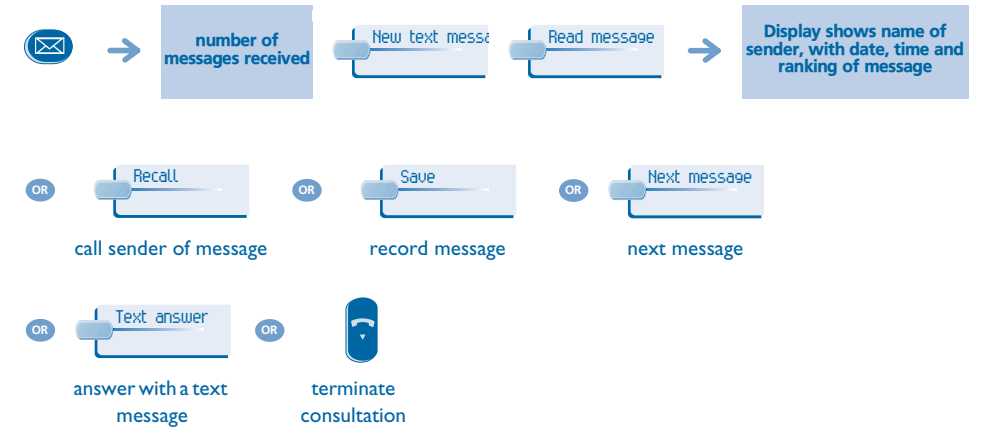 number of
messages received
New text messa
Read message
Display shows name of
sender, with date, time and
ranking of message
OR
Recall
OR
Save
OR
Next message
call sender of message
record message
next message
OR
Text answer
OR
answer with a text
message
terminate
consultation